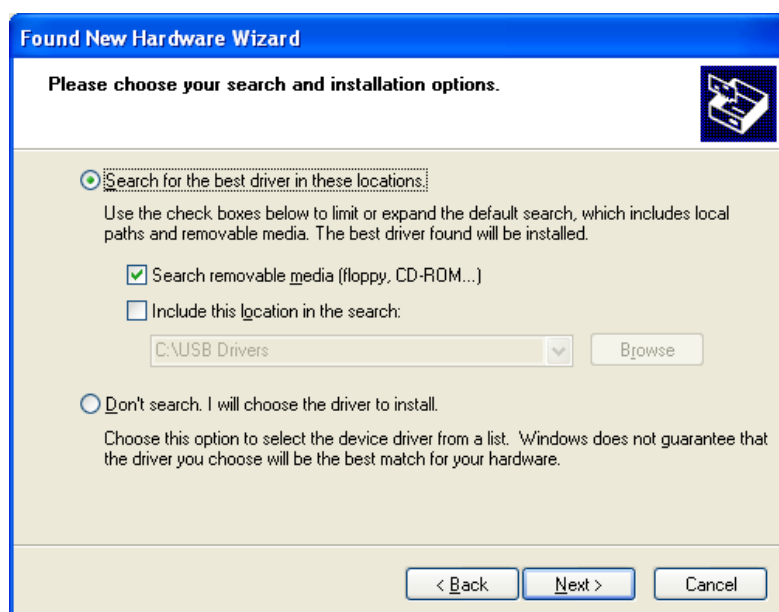 Found New Hardware Wizard
Please choose your search and installation options.
Search for the best driver in these locations.
Use the check boxes below to limit or expand the default search, which includes local
paths and removable media. The best driver found will be installed.
Search removable media (floppy, CD-ROM...)
Include this location in the search:
C:\USB Drivers
Browse
Don't search. I will choose the driver to install.
Choose this option to select the device driver from a list.  Windows does not guarantee that
the driver you choose will be the best match for your hardware.
< Back
Next >
Cancel